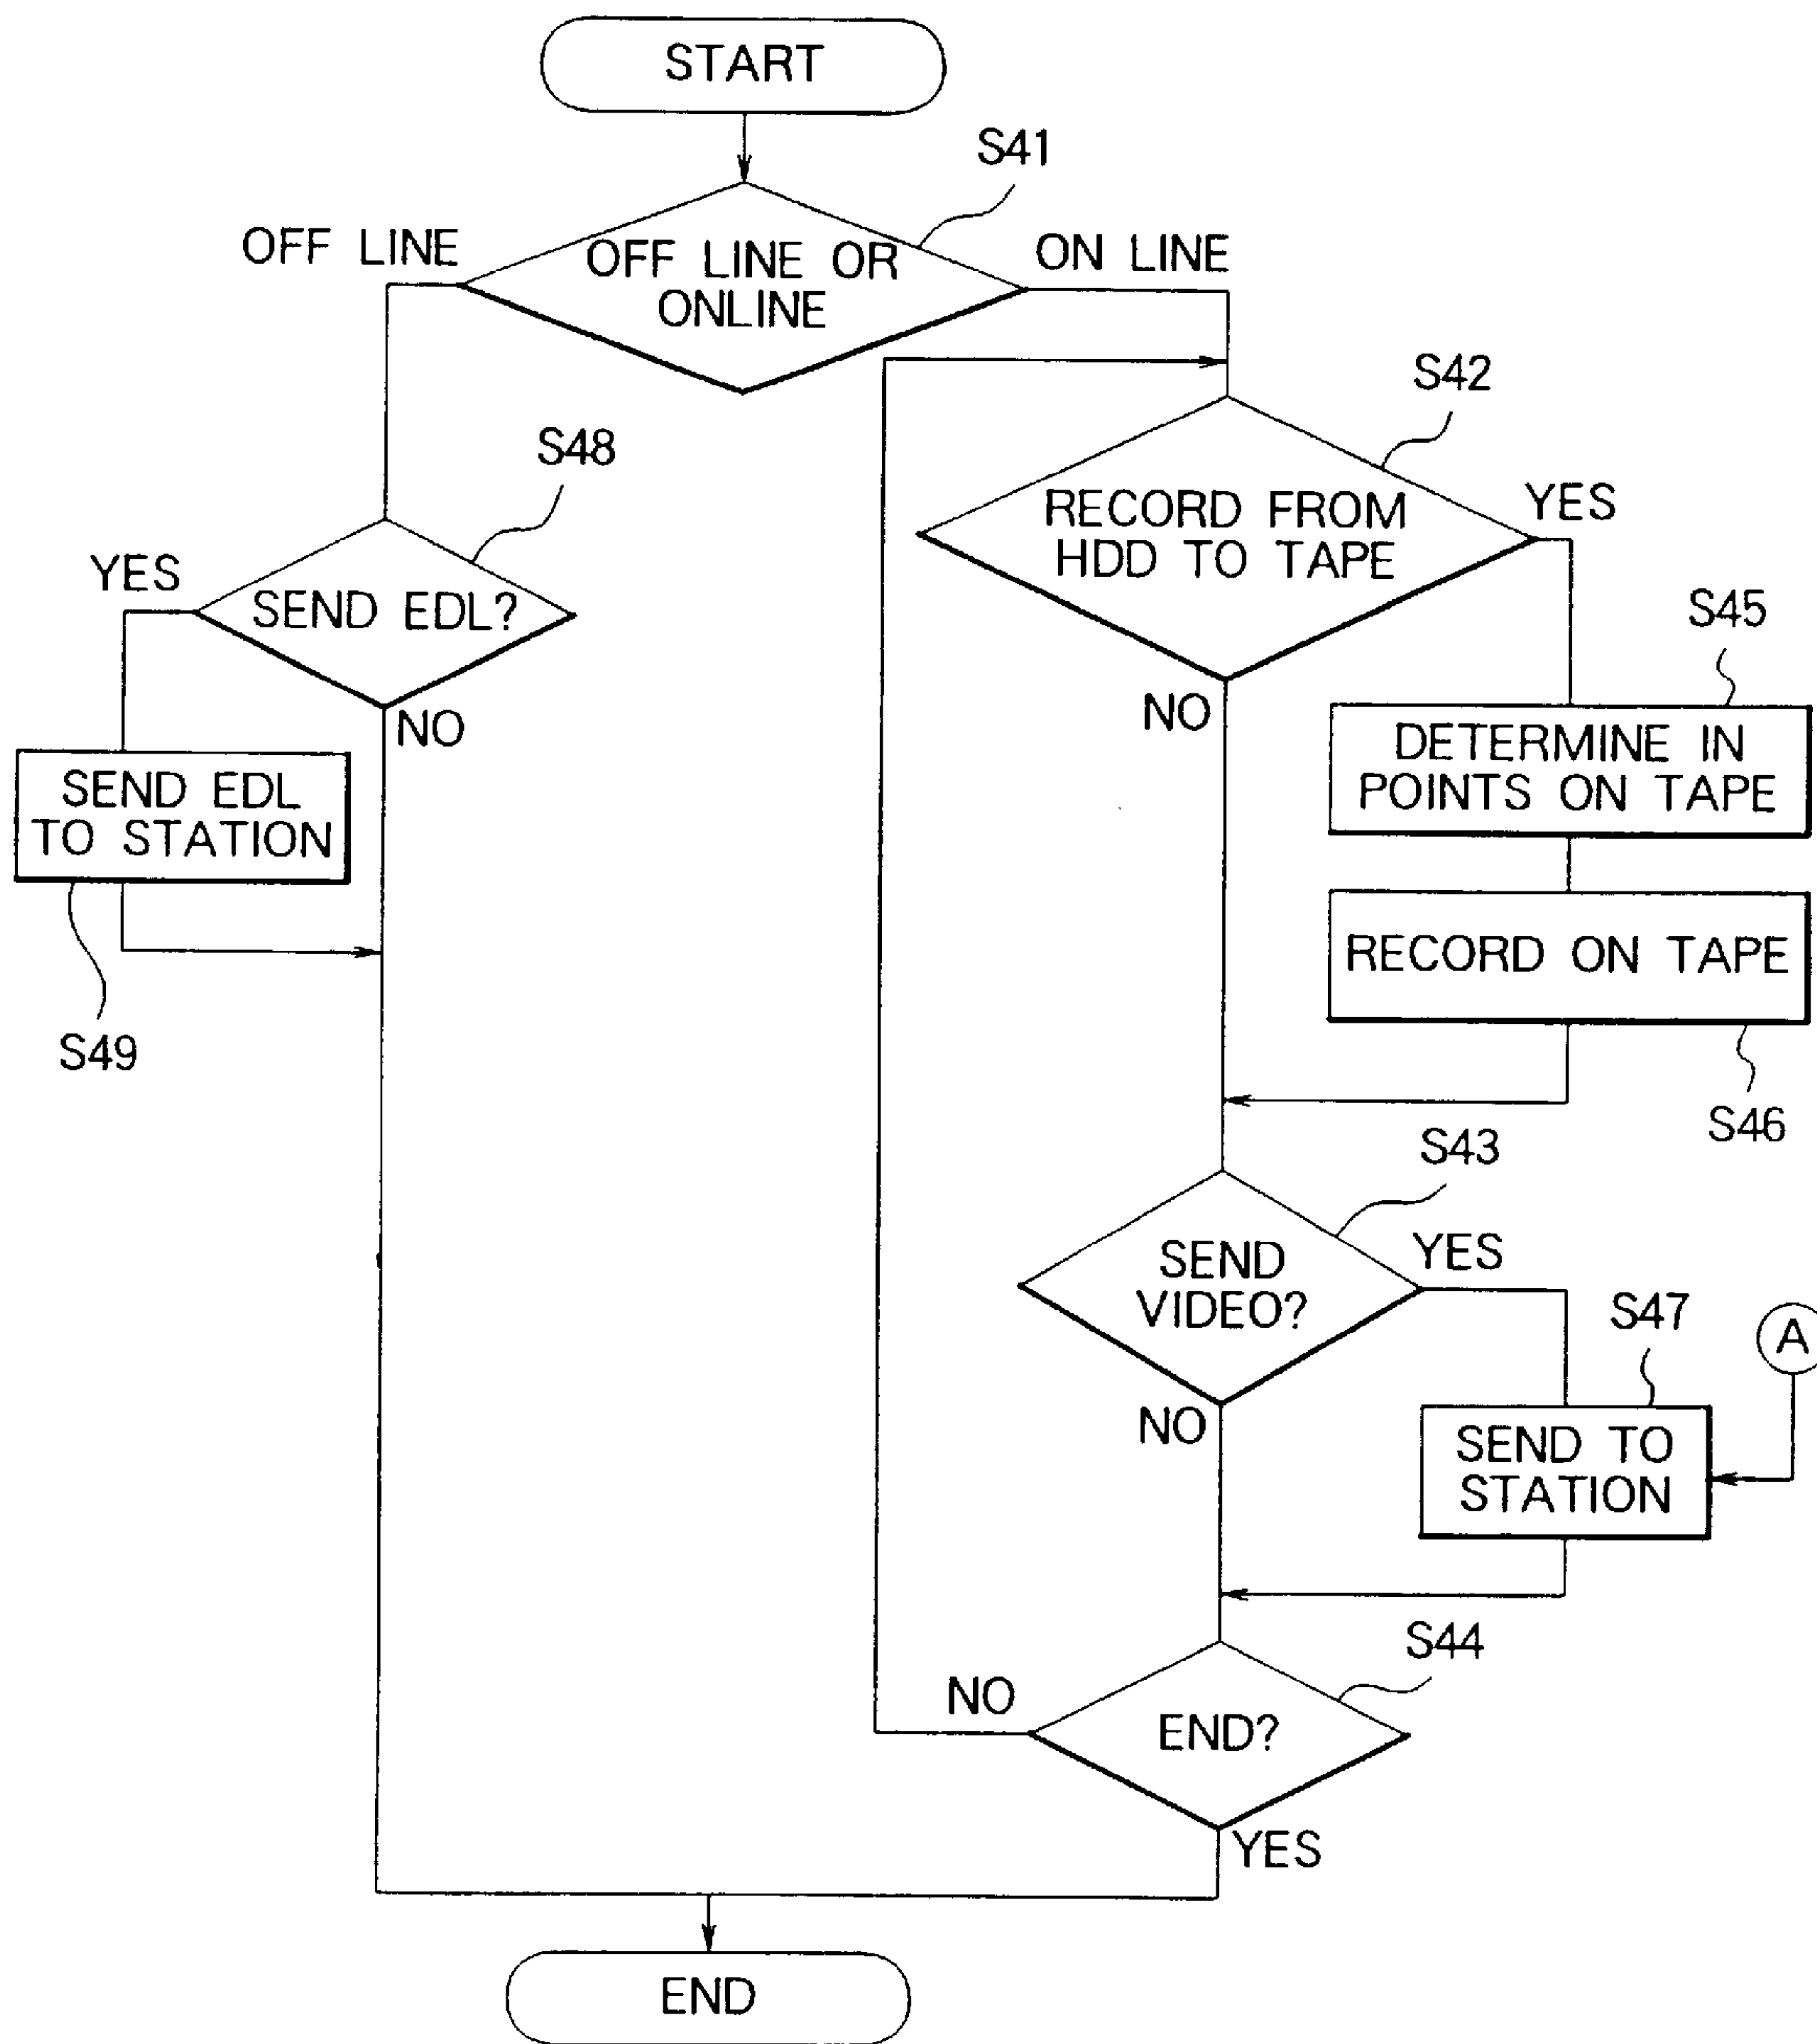 START
S41
OFF LINE
OFF LINE OR
ONLINE
ON LINE
S42
S48
RECORD FROM
HDD TO TAPE
YES
YES
SEND EDL?
S45
NO
NO
DETERMINE IN
POINTS ON TAPE
SEND EDL
TO STATION
RECORD ON TAPE
S49
S46
S43
SEND
VIDEO?
YES
S47
A
NO
SEND TO
STATION
S44
NO
END?
YES
END